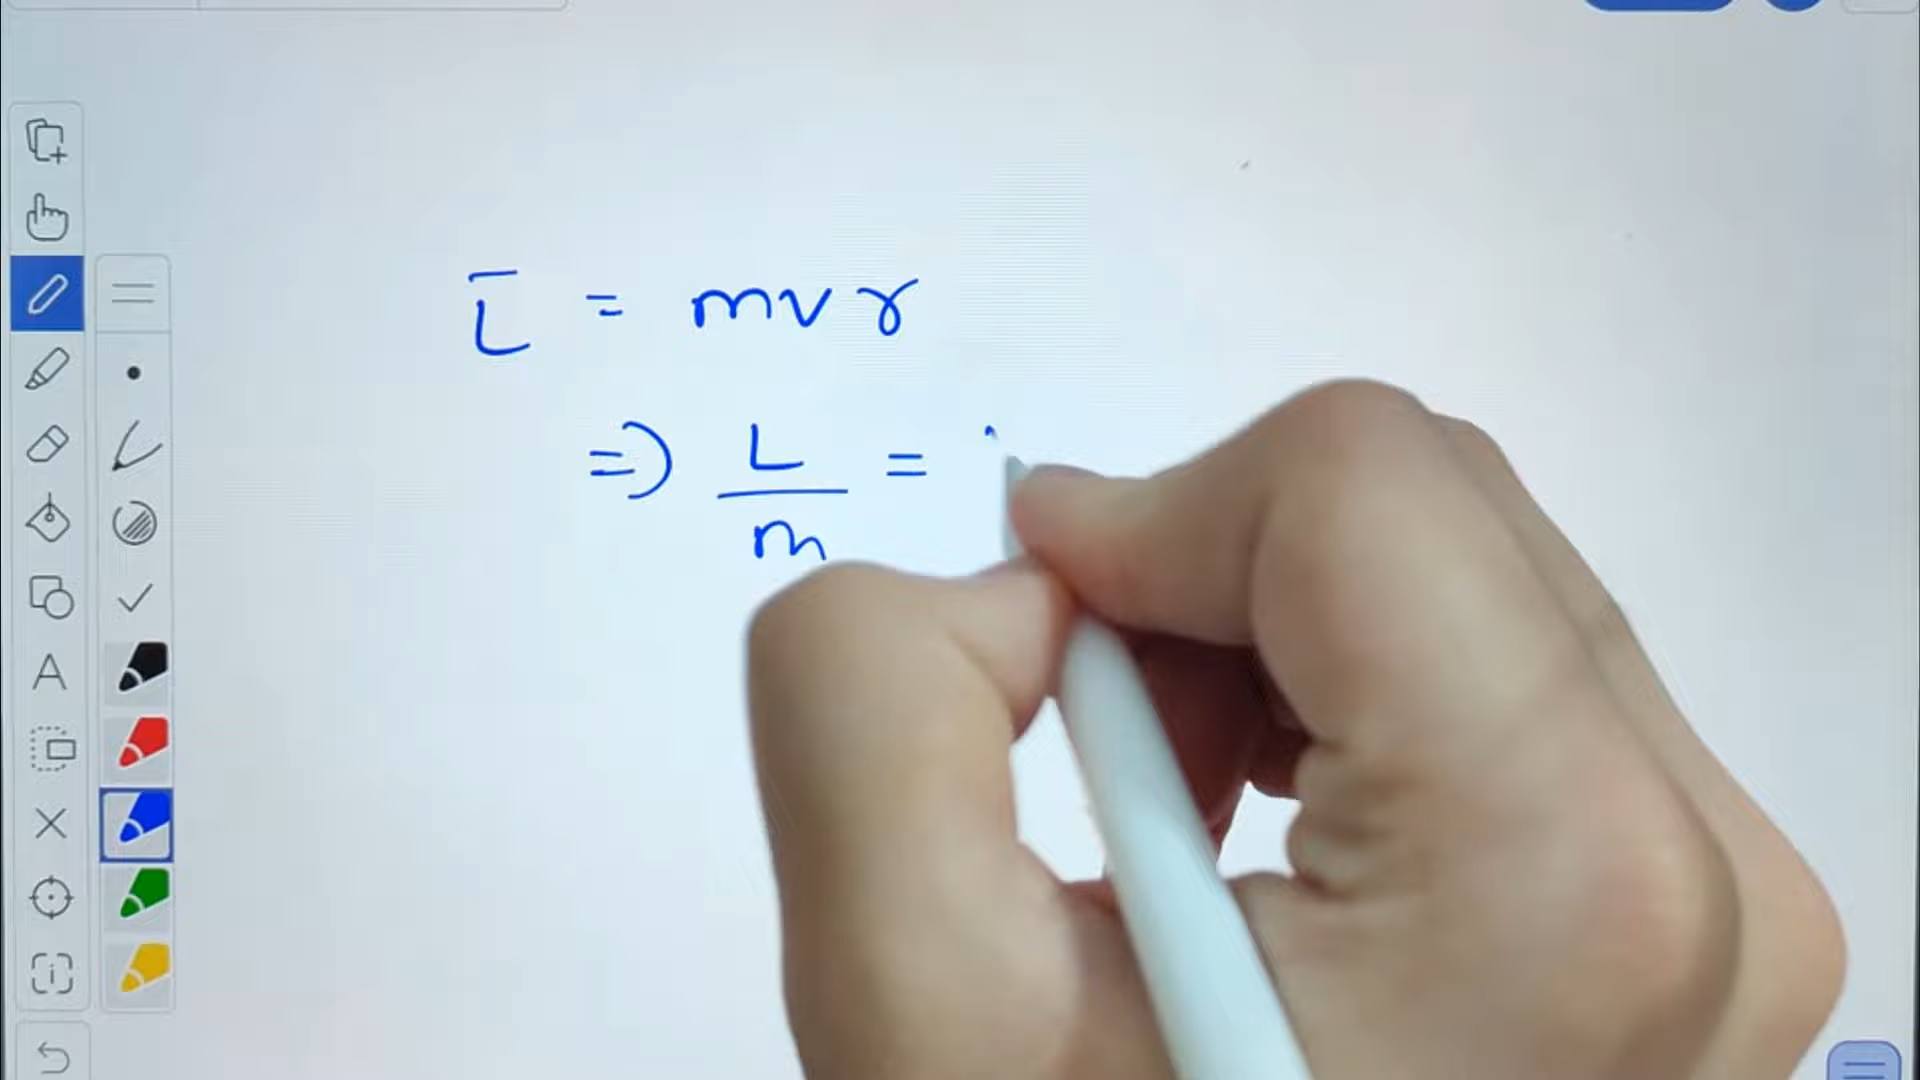 L̄ = mvr
=> L/m =